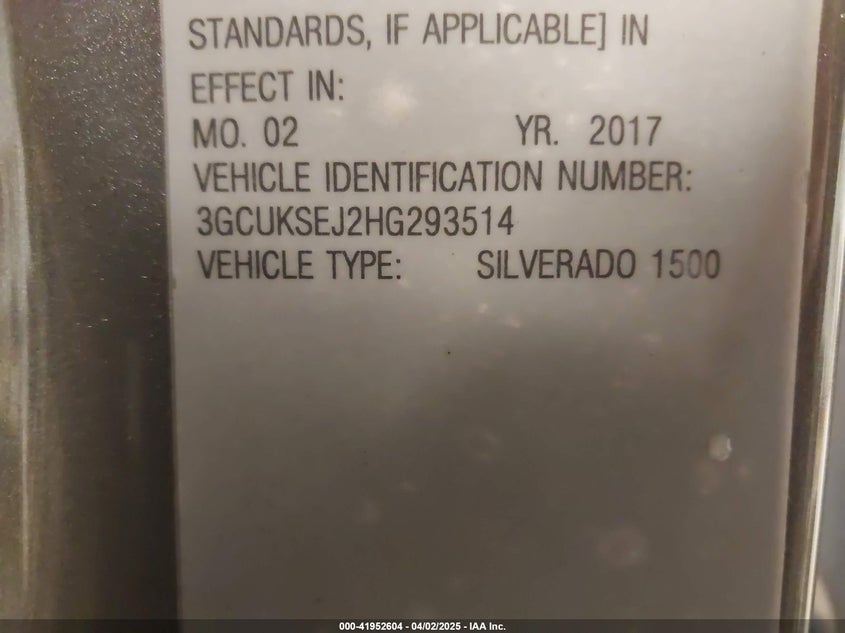 STANDARDS, IF APPLICABLE] IN
EFFECT IN:
MO. 02 YR. 2017
VEHICLE IDENTIFICATION NUMBER:
3GCUKSEJ2HG293514
VEHICLE TYPE: SILVERADO 1500
000-41952604 | 04/02/2025 - IAA Inc.